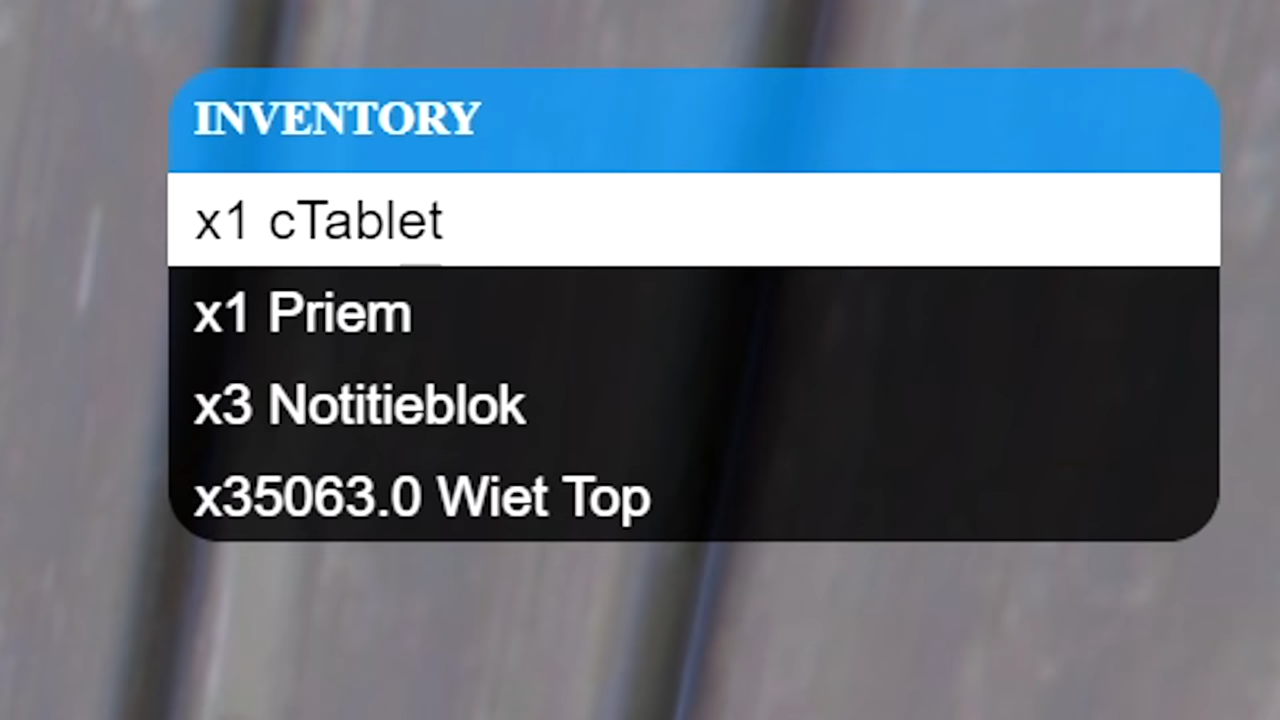 INVENTORY
x1 cTablet
x1 Priem
x3 Notitieblok
x35063.0 Wiet Top